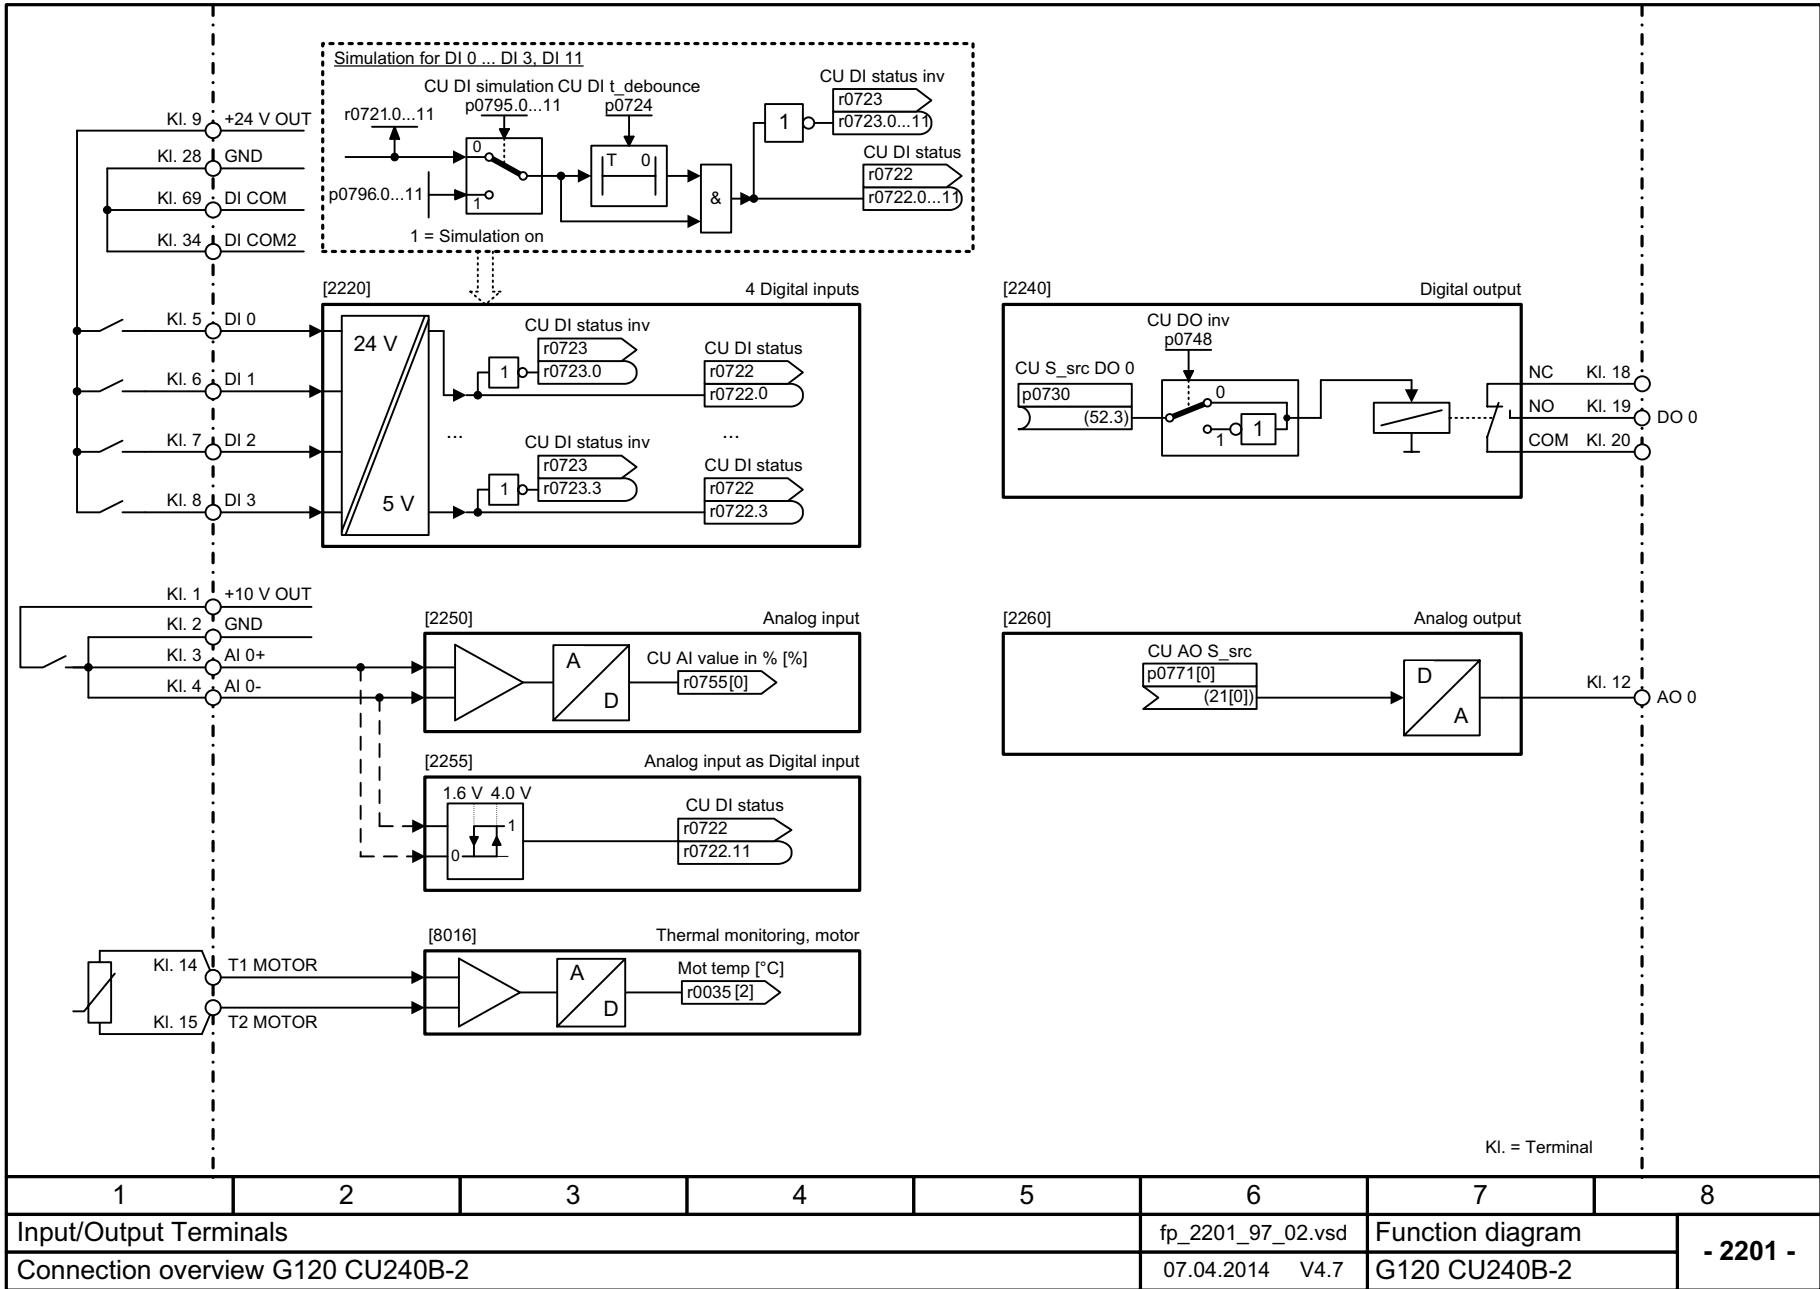 Simulation for DI 0 ... DI 3, DI 11
CU DI simulation CU DI t_debounce
p0795.0...11 p0724
r0721.0...11
0
1
p0796.0...11
1 = Simulation on
T 0
&
1
CU DI status inv
r0723
r0723.0...11
CU DI status
r0722
r0722.0...11
Kl. 9 +24 V OUT
Kl. 28 GND
Kl. 69 DI COM
Kl. 34 DI COM2
[2220] 4 Digital inputs
Kl. 5 DI 0
Kl. 6 DI 1
Kl. 7 DI 2
Kl. 8 DI 3
24 V
5 V
CU DI status inv
r0723
1 r0723.0
CU DI status
r0722
r0722.0
... ...
CU DI status inv
r0723
1 r0723.3
CU DI status
r0722
r0722.3
[2240] Digital output
CU DO inv
p0748
CU S_src DO 0
p0730
(52.3)
0
1 1
NC Kl. 18
NO Kl. 19 DO 0
COM Kl. 20
Kl. 1 +10 V OUT
Kl. 2 GND
Kl. 3 AI 0+
Kl. 4 AI 0-
[2250] Analog input
A
D
CU AI value in % [%]
r0755[0]
[2255] Analog input as Digital input
1.6 V 4.0 V
1
0
CU DI status
r0722
r0722.11
[2260] Analog output
CU AO S_src
p0771[0]
(21[0])
D
A
Kl. 12 AO 0
[8016] Thermal monitoring, motor
Kl. 14 T1 MOTOR
Kl. 15 T2 MOTOR
A
D
Mot temp [°C]
r0035 [2]
Kl. = Terminal
1 2 3 4 5 6 7 8
Input/Output Terminals fp_2201_97_02.vsd Function diagram
- 2201 -
Connection overview G120 CU240B-2 07.04.2014 V4.7 G120 CU240B-2